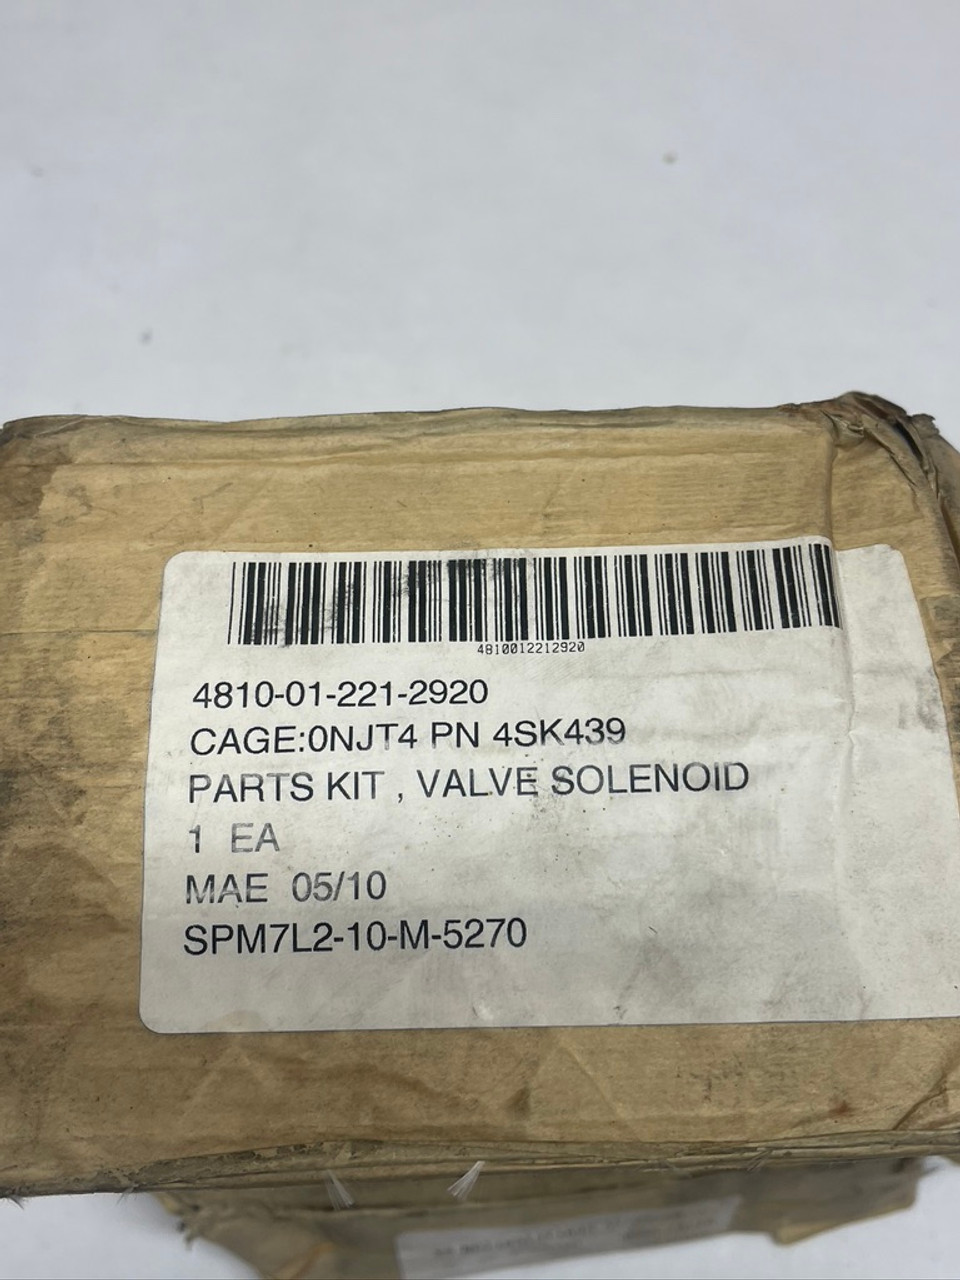 4810012212920
4810-01-221-2920
CAGE:0NJT4 PN 4SK439
PARTS KIT , VALVE SOLENOID
1 EA
MAE 05/10
SPM7L2-10-M-5270